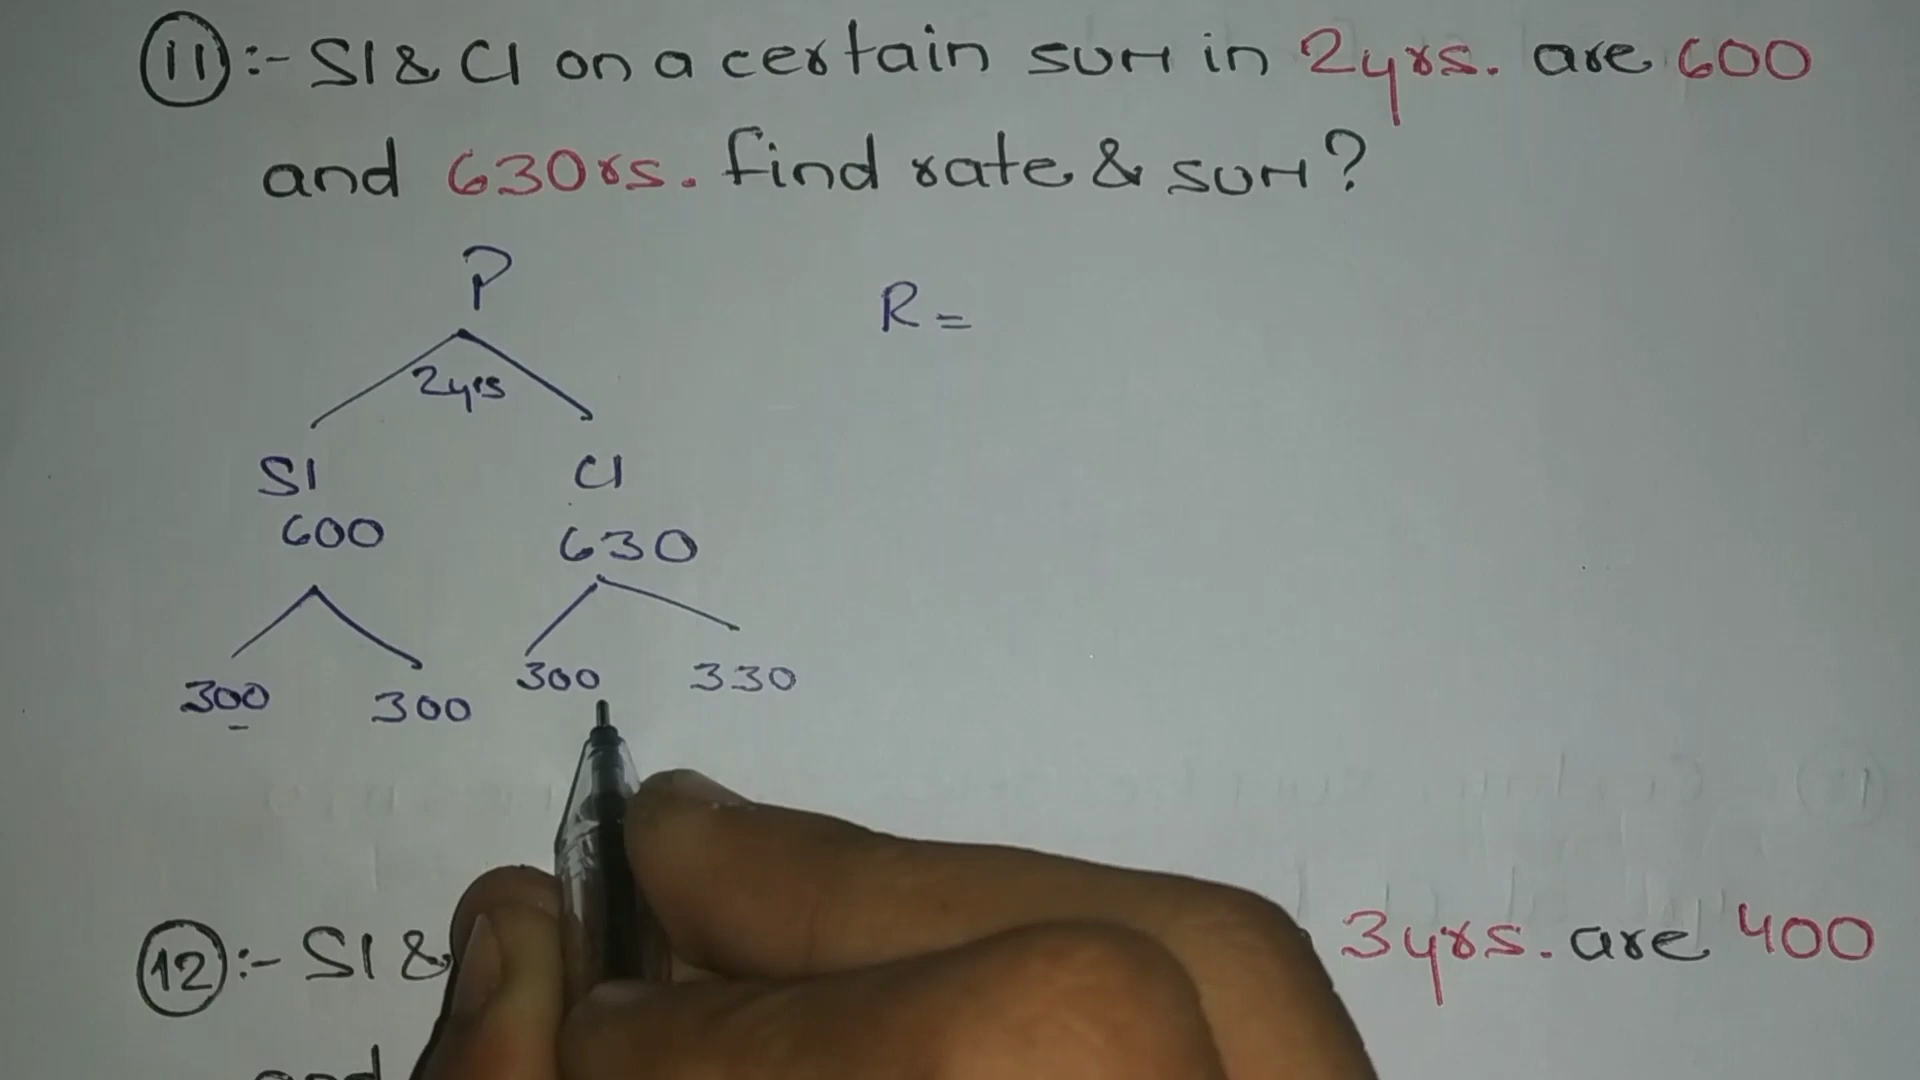 11:- SI & CI on a certain sum in 2yrs. are 600
and 630rs. find rate & sum?
P
R =
2yrs
SI CI
600 630
300 300 300 330
12:- SI & 3yrs. are 400
and